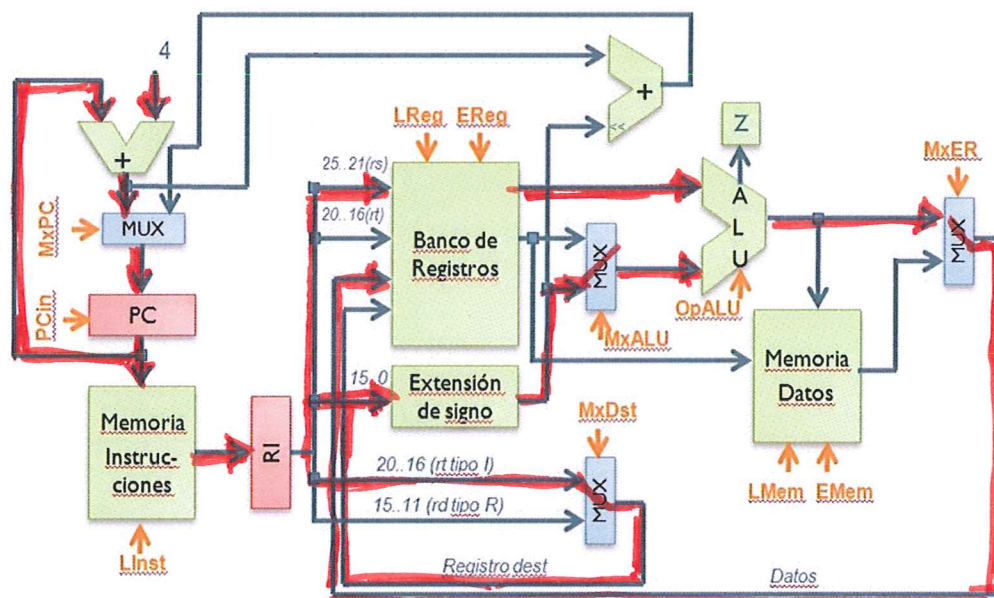 4
+
+
<<
LReg
EReg
Z
MxER
25..21(rs)
20..16(rt)
MxPC
MUX
Banco de
Registros
MUX
A
L
U
MUX
PCin
PC
OpALU
MxALU
15..0
Extensión
de signo
Memoria
Datos
Memoria
Instruc-
ciones
RI
MxDst
20..16 (rt tipo I)
15..11 (rd tipo R)
MUX
LMem
EMem
LInst
Registro dest
Datos